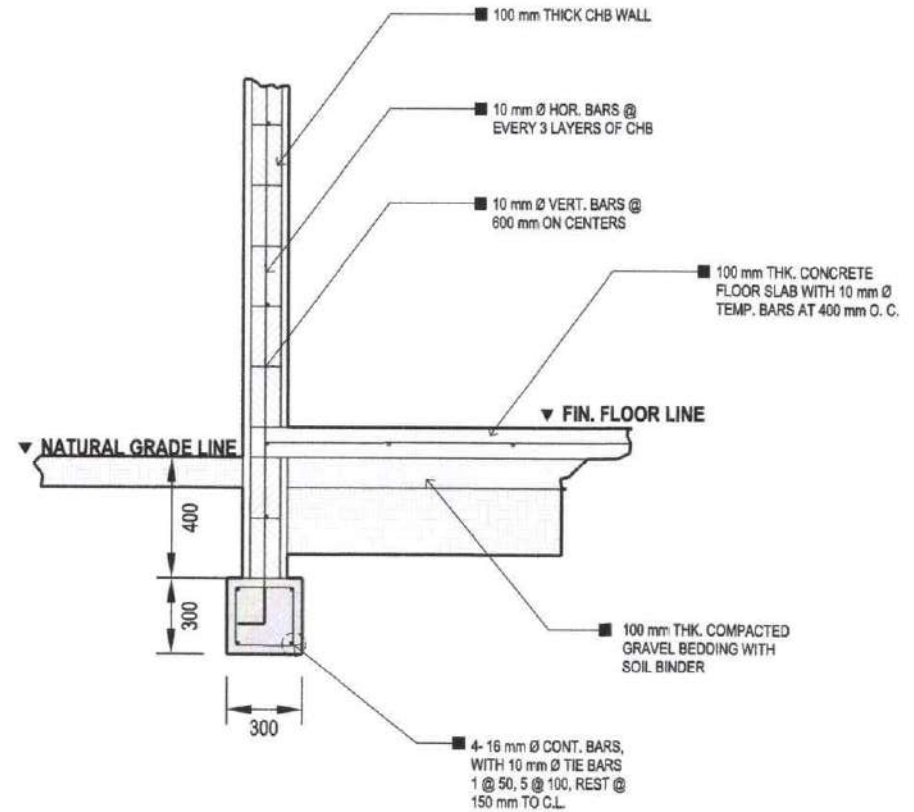 100 mm THICK CHB WALL
10 mm Ø HOR. BARS @
EVERY 3 LAYERS OF CHB
10 mm Ø VERT. BARS @
600 mm ON CENTERS
100 mm THK. CONCRETE
FLOOR SLAB WITH 10 mm Ø
TEMP. BARS AT 400 mm O. C.
FIN. FLOOR LINE
NATURAL GRADE LINE
400
300
300
100 mm THK. COMPACTED
GRAVEL BEDDING WITH
SOIL BINDER
4- 16 mm Ø CONT. BARS,
WITH 10 mm Ø TIE BARS
1 @ 50, 5 @ 100, REST @
150 mm TO C.L.